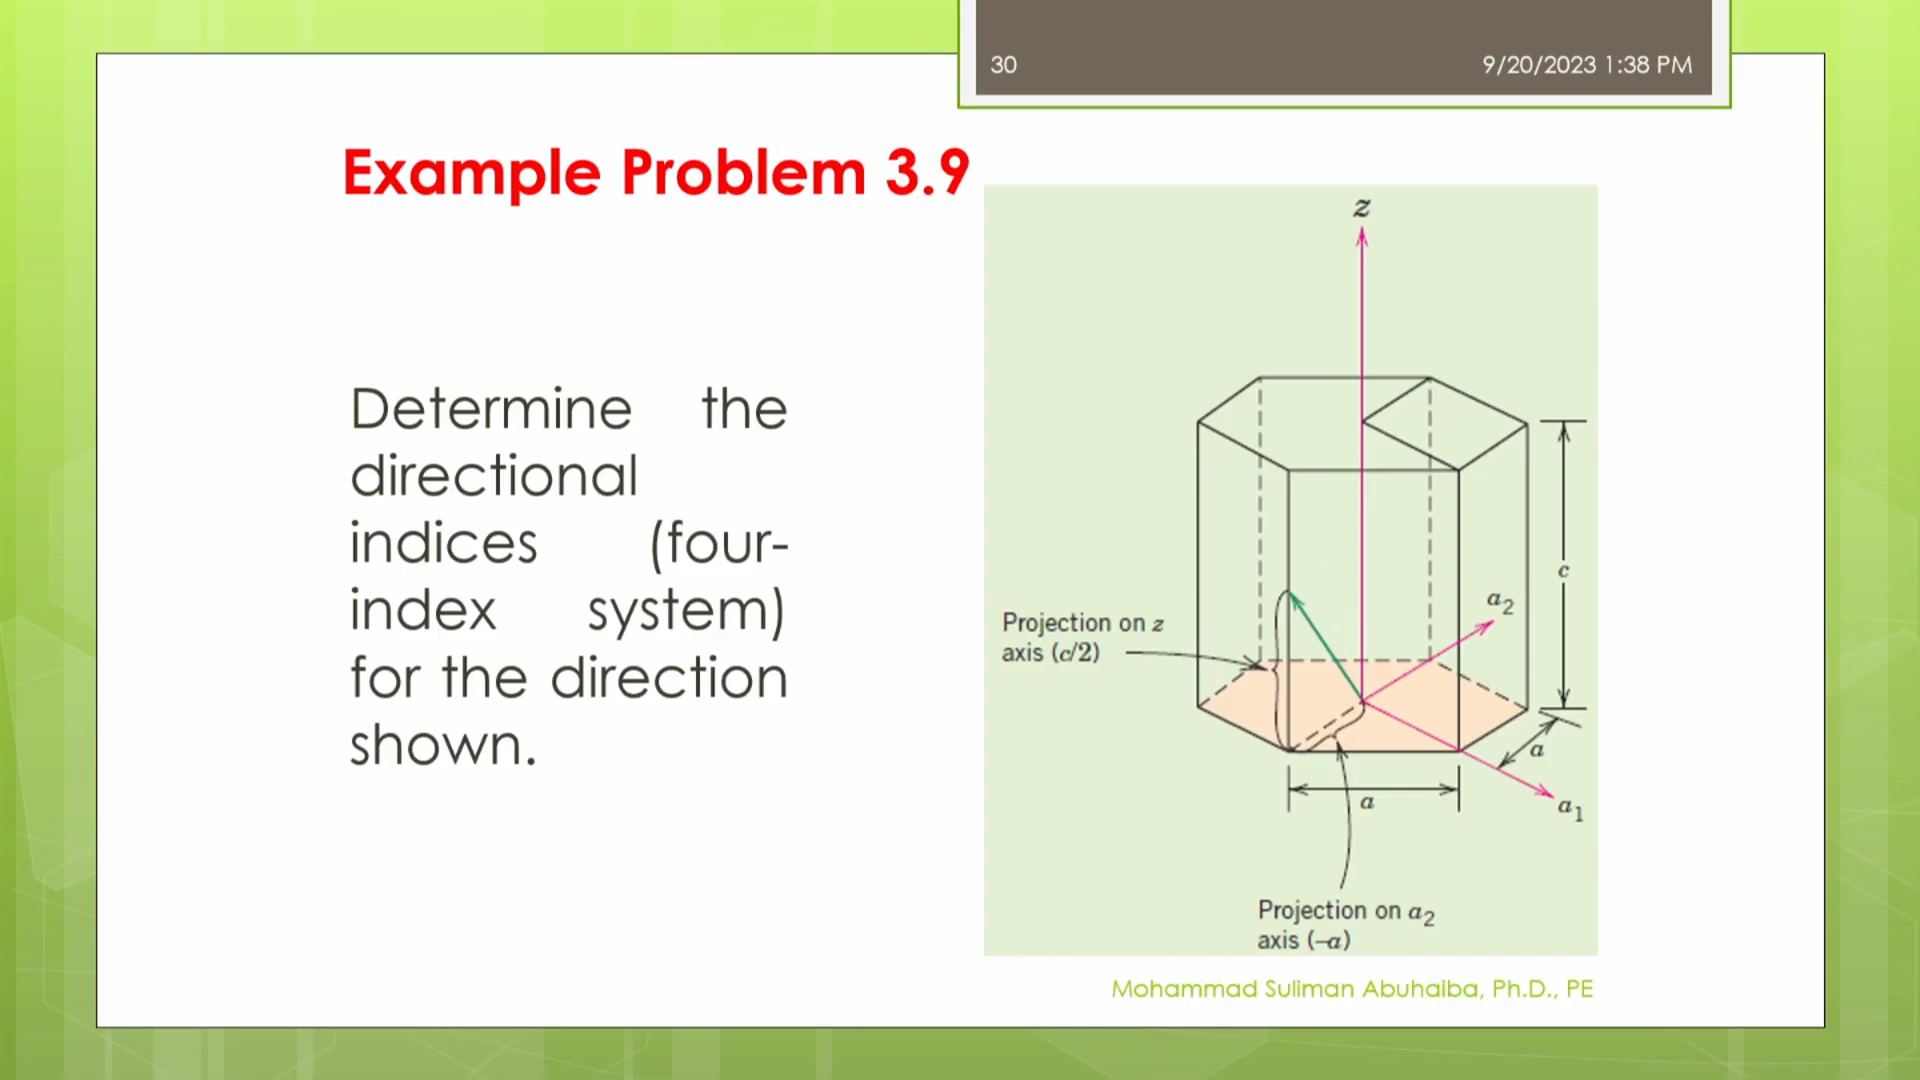 30
9/20/2023 1:38 PM
Example Problem 3.9
Determine the
directional
indices (four-
index system)
for the direction
shown.
z
c
a2
Projection on z
axis (c/2)
a
a
a1
Projection on a2
axis (–a)
Mohammad Suliman Abuhaiba, Ph.D., PE